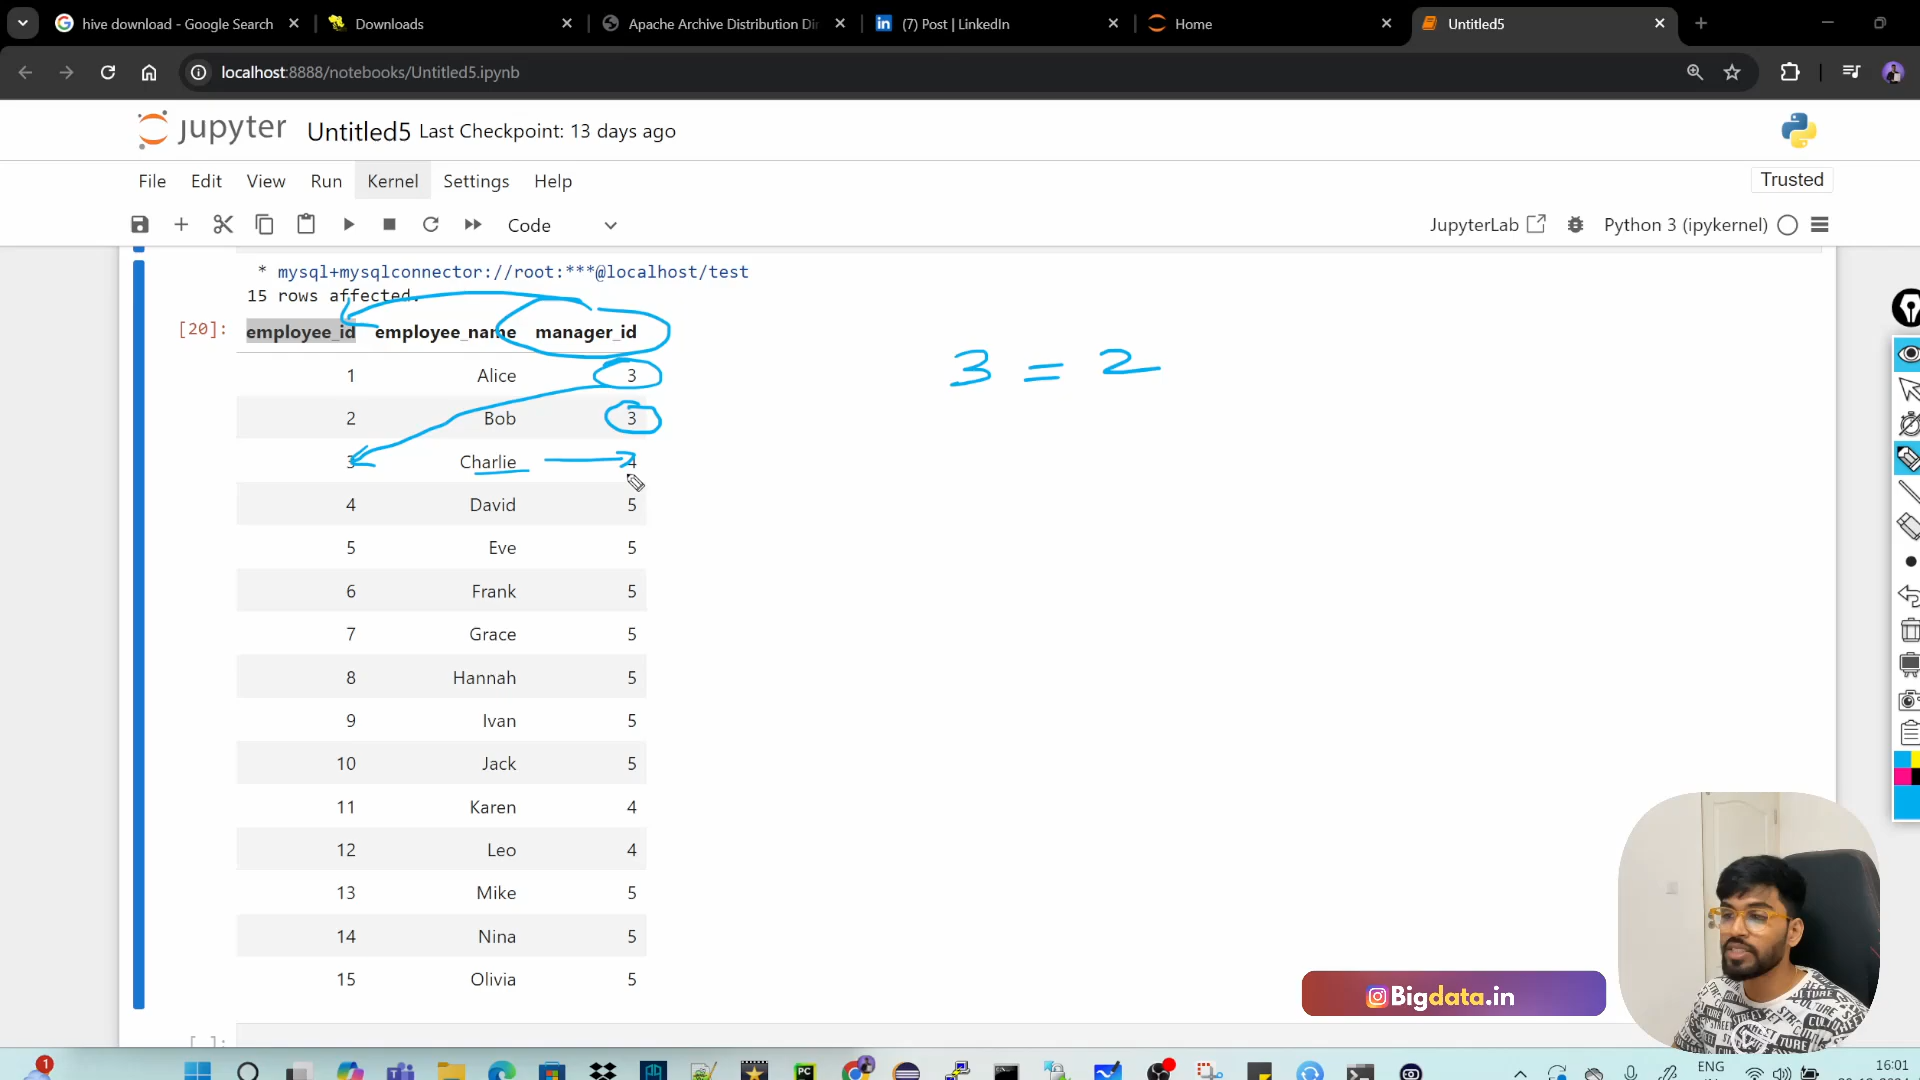 hive download - Google Search
Downloads
Apache Archive Distribution Dir
(7) Post | LinkedIn
Home
Untitled5
localhost:8888/notebooks/Untitled5.ipynb
jupyter Untitled5 Last Checkpoint: 13 days ago
File Edit View Run Kernel Settings Help
Trusted
Code
JupyterLab
Python 3 (ipykernel)
* mysql+mysqlconnector://root:***@localhost/test
15 rows affected.
[20]:
employee_id employee_name manager_id
1 Alice 3
2 Bob 3
3 Charlie 4
4 David 5
5 Eve 5
6 Frank 5
7 Grace 5
8 Hannah 5
9 Ivan 5
10 Jack 5
11 Karen 4
12 Leo 4
13 Mike 5
14 Nina 5
15 Olivia 5
3 = 2
[ ]:
Bigdata.in
1
ENG
16:01